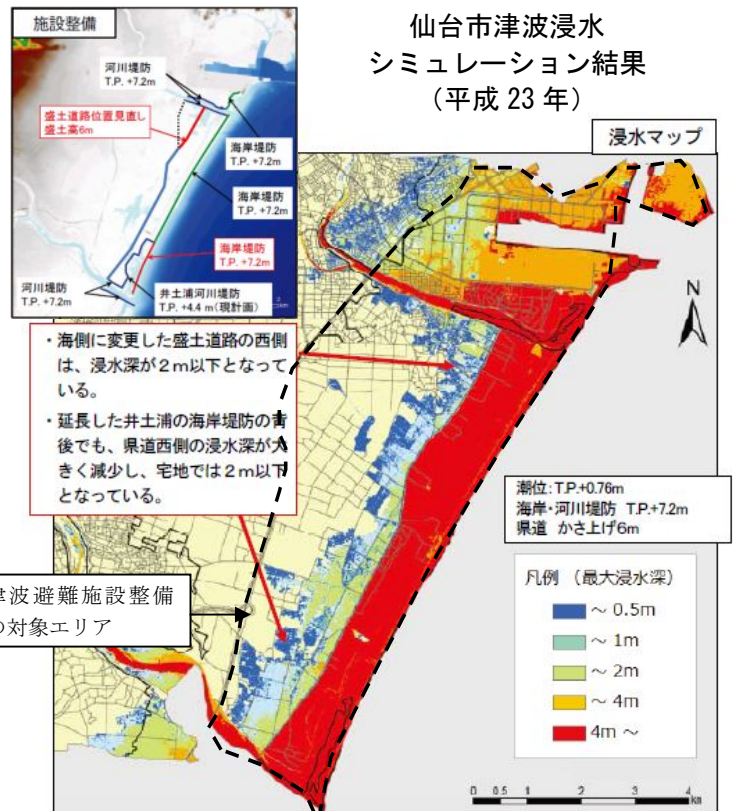 仙台市津波浸水
シミュレーション結果
（平成 23 年）
施設整備
河川堤防
T.P. +7.2m
盛土道路位置見直し
盛土高6m
海岸堤防
T.P. +7.2m
海岸堤防
T.P. +7.2m
海岸堤防
T.P. +7.2m
河川堤防
T.P. +7.2m
井土浦河川堤防
T.P. +4.4 m（現計画）
浸水マップ
N
・海側に変更した盛土道路の西側
は、浸水深が２ｍ以下となって
いる。
・延長した井土浦の海岸堤防の背
後でも、県道西側の浸水深が大
きく減少し、宅地では２ｍ以下
となっている。
潮位：T.P.+0.76m
海岸・河川堤防 T.P.+7.2m
県道 かさ上げ6m
津波避難施設整備
の対象エリア
凡例 （最大浸水深）
～ 0.5m
～ 1m
～ 2m
～ 4m
4m ～
0 0.5 1 2 3 4
km